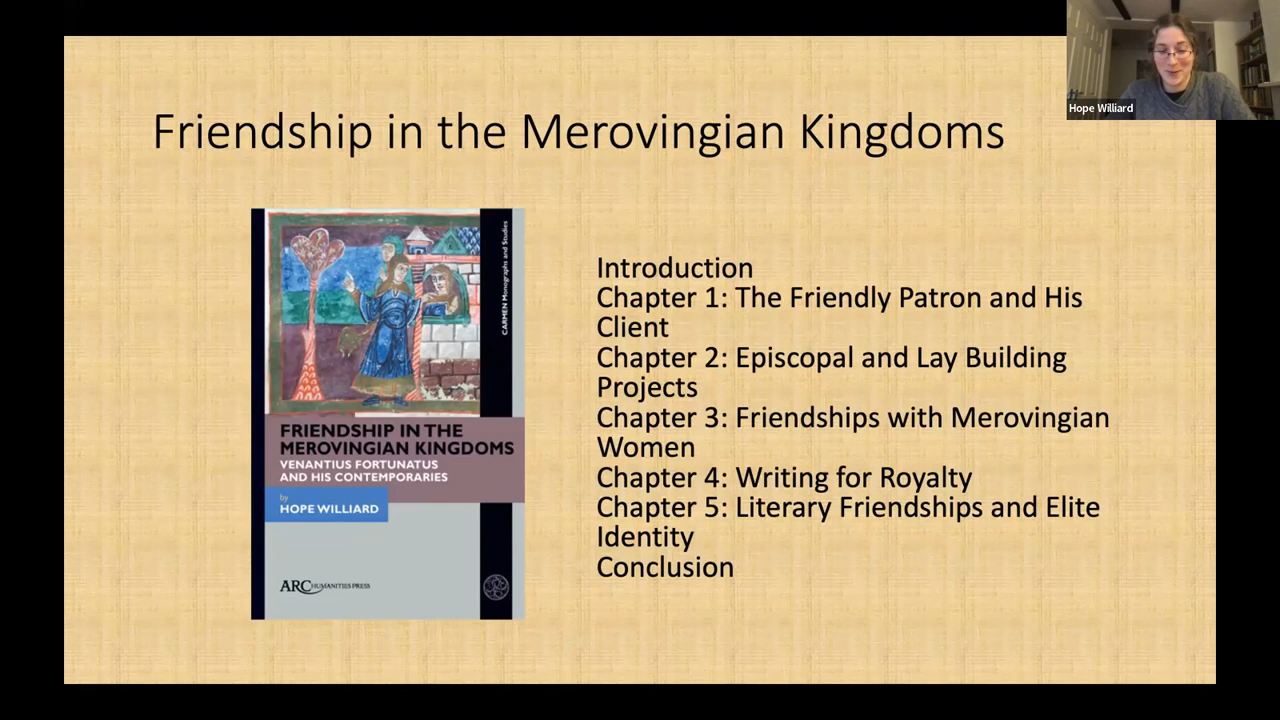 Hope Williard
Friendship in the Merovingian Kingdoms
CARMEN Monographs and Studies
FRIENDSHIP IN THE
MEROVINGIAN KINGDOMS
VENANTIUS FORTUNATUS
AND HIS CONTEMPORARIES
by
HOPE WILLIARD
ARC HUMANITIES PRESS
Introduction
Chapter 1: The Friendly Patron and His
Client
Chapter 2: Episcopal and Lay Building
Projects
Chapter 3: Friendships with Merovingian
Women
Chapter 4: Writing for Royalty
Chapter 5: Literary Friendships and Elite
Identity
Conclusion